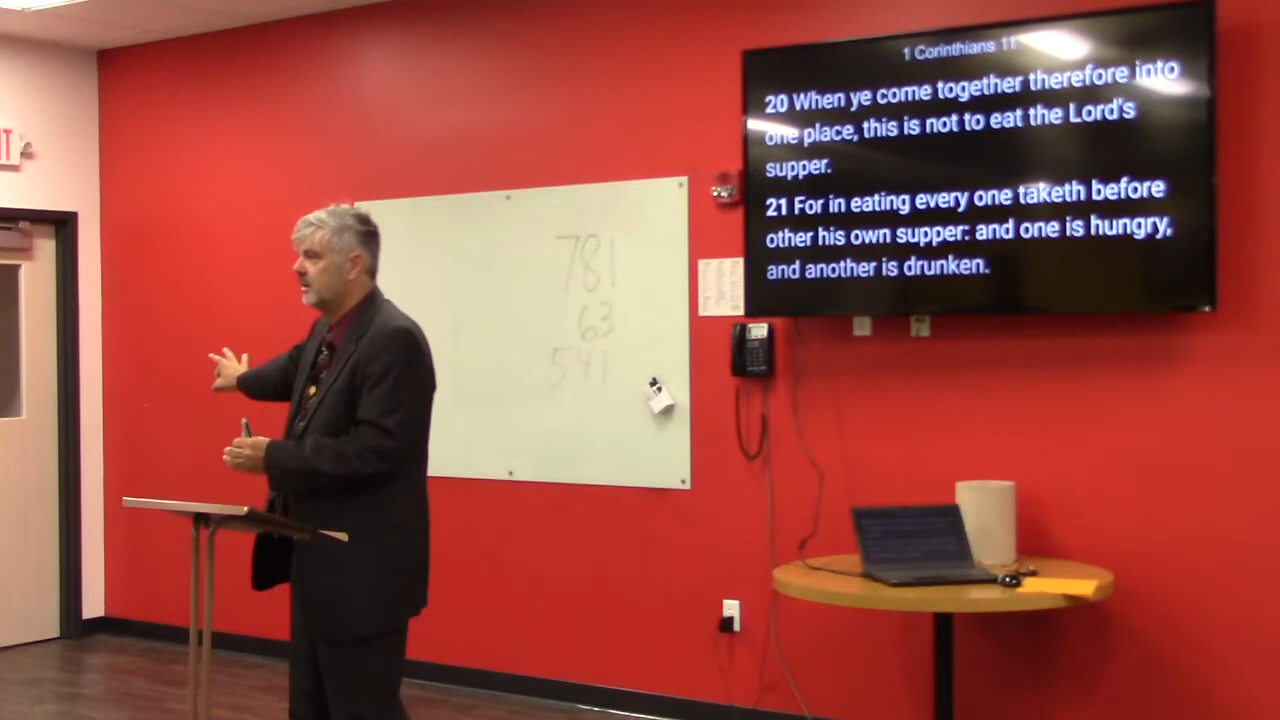 1 Corinthians 11
20 When ye come together therefore into
one place, this is not to eat the Lord's
supper.
21 For in eating every one taketh before
other his own supper: and one is hungry,
and another is drunken.
781
63
541